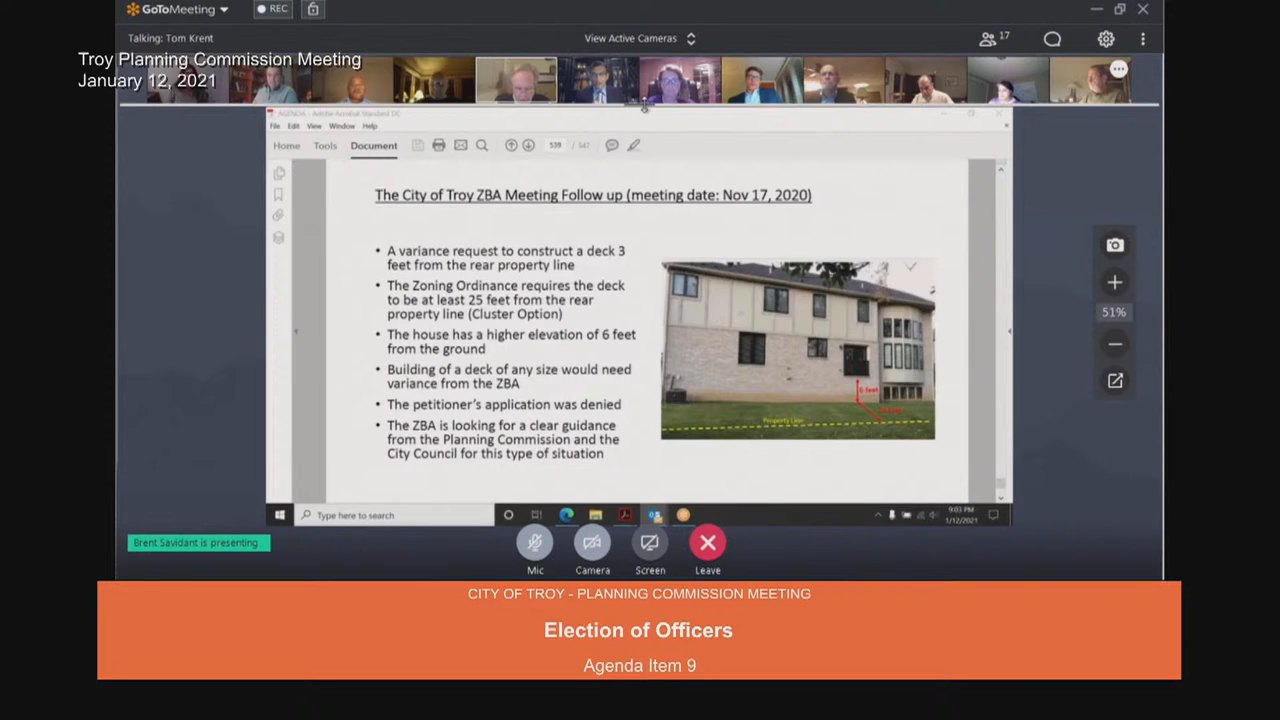 GoToMeeting
REC
Talking: Tom Krent
View Active Cameras
17
Troy Planning Commission Meeting
January 12, 2021
AGENDA - Adobe Acrobat Standard DC
File Edit View Window Help
Home Tools Document
539 / 547
The City of Troy ZBA Meeting Follow up (meeting date: Nov 17, 2020)
• A variance request to construct a deck 3
feet from the rear property line
• The Zoning Ordinance requires the deck
to be at least 25 feet from the rear
property line (Cluster Option)
• The house has a higher elevation of 6 feet
from the ground
• Building of a deck of any size would need
variance from the ZBA
• The petitioner's application was denied
• The ZBA is looking for a clear guidance
from the Planning Commission and the
City Council for this type of situation
6 feet
Property Line
51%
Type here to search
9:03 PM
1/12/2021
Brent Savidant is presenting
Mic Camera Screen Leave
CITY OF TROY - PLANNING COMMISSION MEETING
Election of Officers
Agenda Item 9